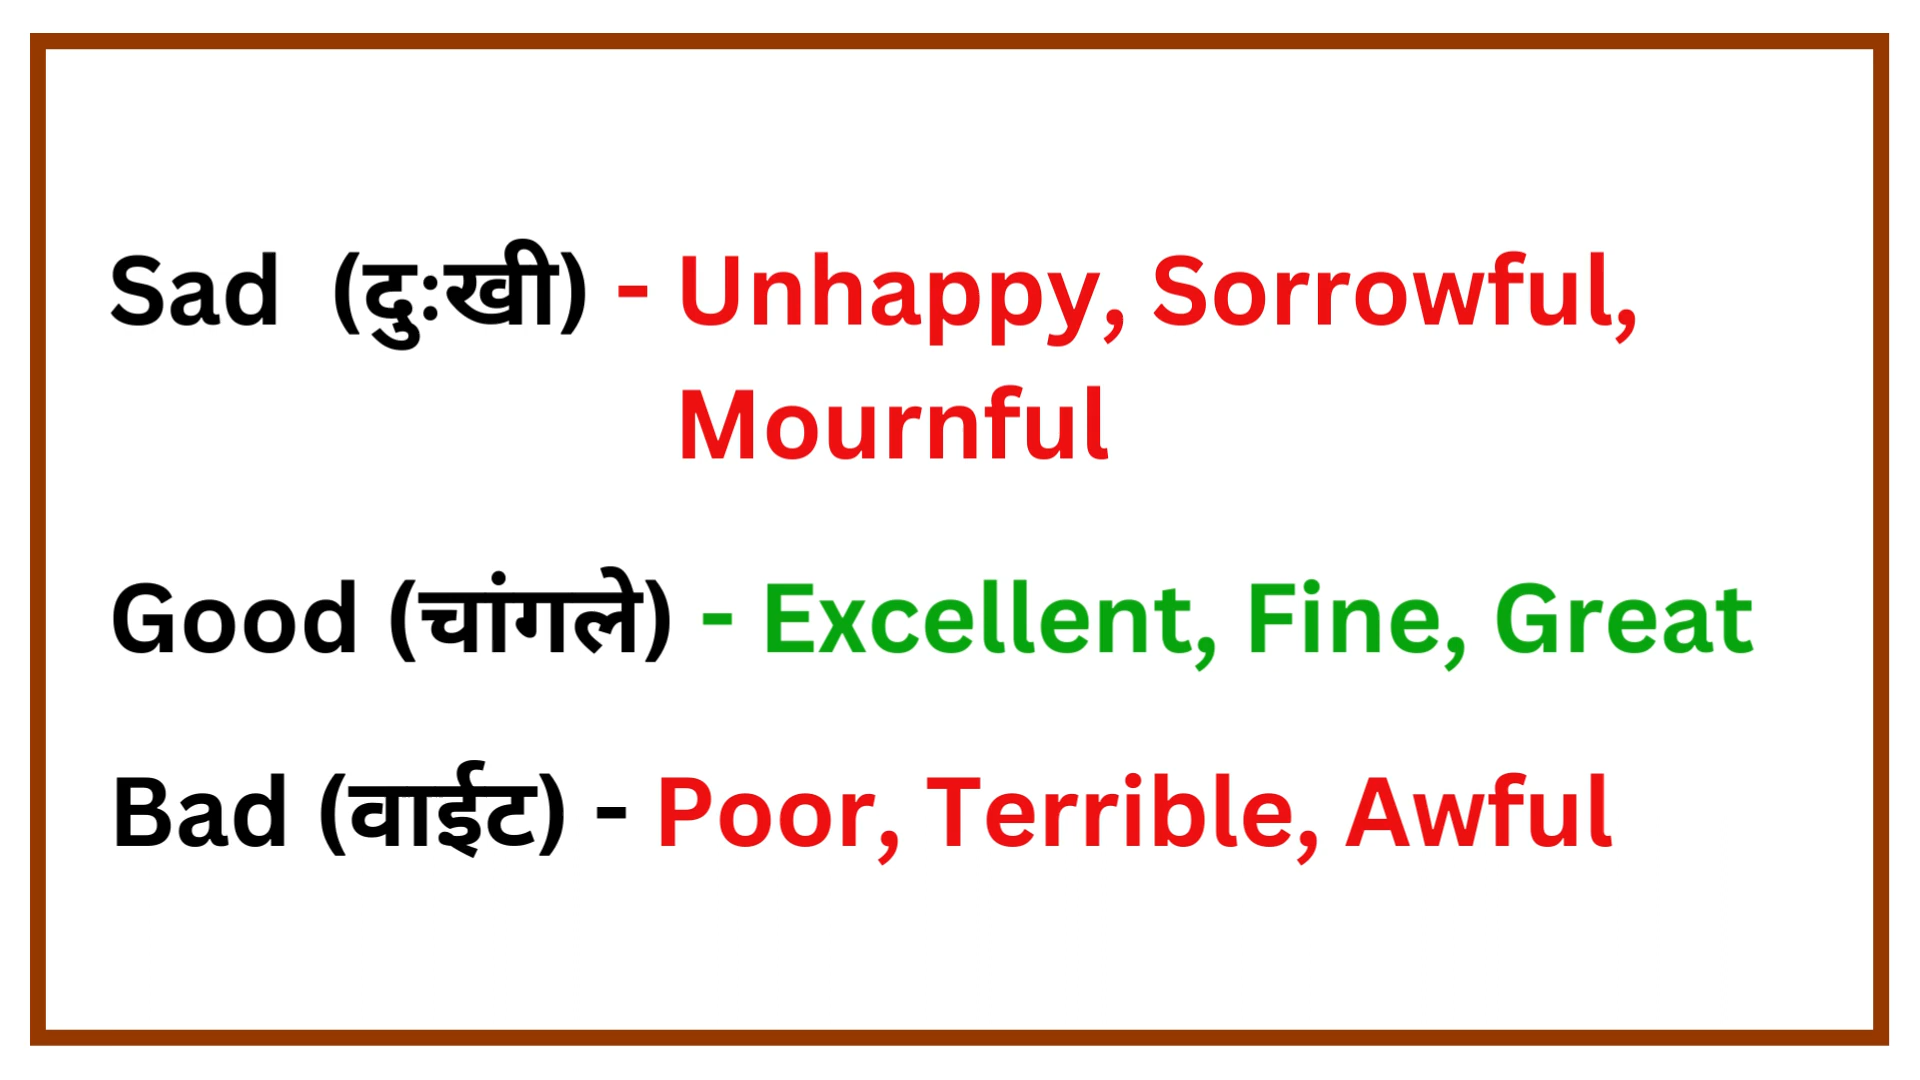 Sad (दुःखी) - Unhappy, Sorrowful,
Mournful
Good (चांगले) - Excellent, Fine, Great
Bad (वाईट) - Poor, Terrible, Awful